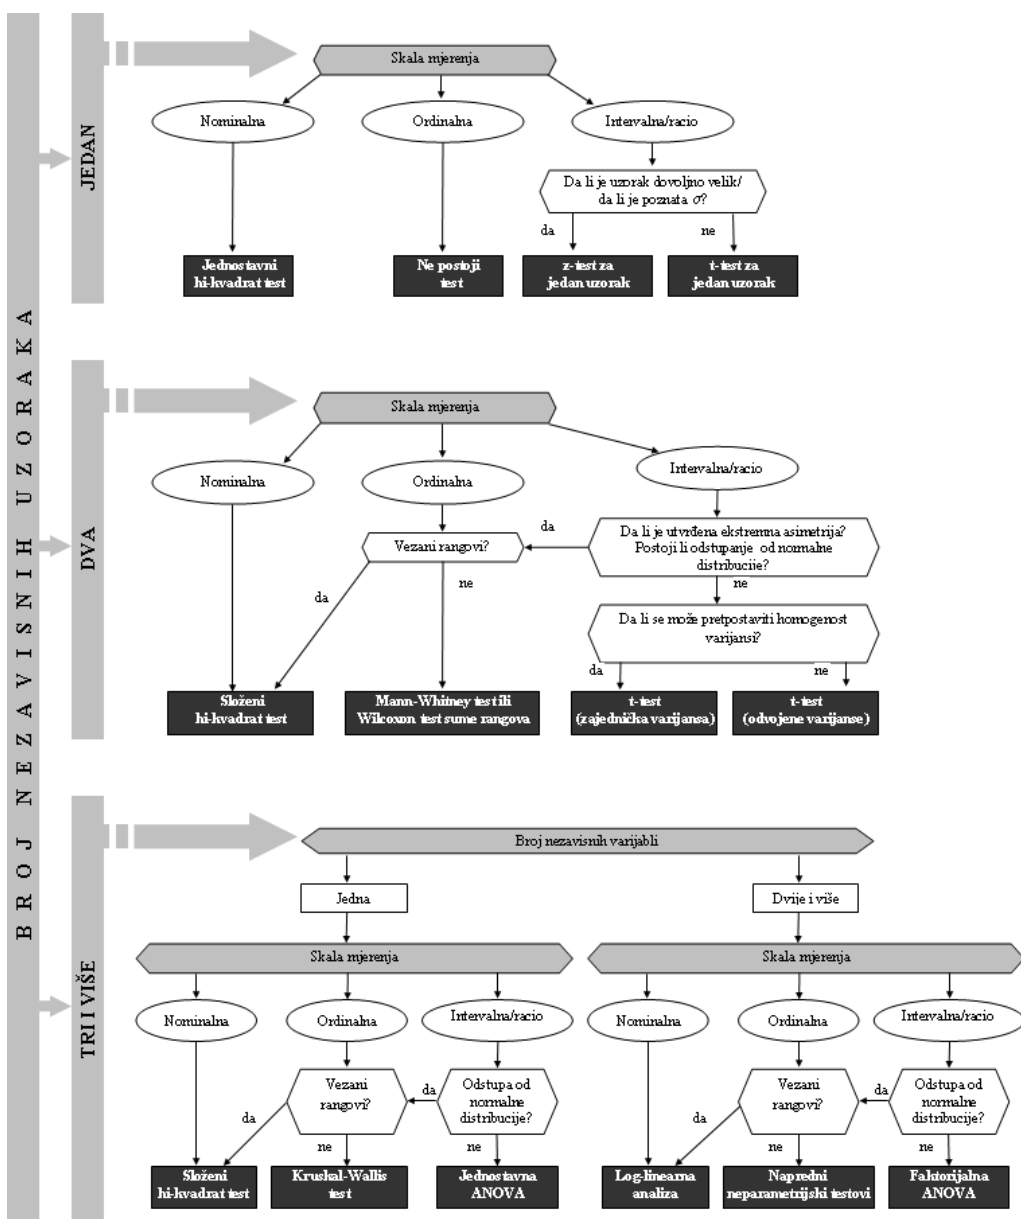 BROJ NEZAVISNIH UZORAKA
JEDAN
Skala mjerenja
Nominalna
Ordinalna
Intervalna/racio
Da li je uzorak dovoljno velik/
da li je poznata σ?
da
ne
Jednostavni
hi-kvadrat test
Ne postoji
test
z-test za
jedan uzorak
t-test za
jedan uzorak
DVA
Skala mjerenja
Nominalna
Ordinalna
Intervalna/racio
Vezani rangovi?
da
Da li je utvrđena ekstremna asimetrija?
Postoji li odstupanje od normalne
distribucije?
da
ne
ne
Da li se može pretpostaviti homogenost
varijansi?
da
ne
Složeni
hi-kvadrat test
Mann-Whitney test ili
Wilcoxon test sume rangova
t-test
(zajednička varijansa)
t-test
(odvojene varijanse)
TRI I VIŠE
Broj nezavisnih varijabli
Jedna
Dvije i više
Skala mjerenja
Nominalna
Ordinalna
Intervalna/racio
Vezani
rangovi?
da
Odstupa od
normalne
distribucije?
da
ne
ne
Složeni
hi-kvadrat test
Kruskal-Wallis
test
Jednostavna
ANOVA
Skala mjerenja
Nominalna
Ordinalna
Intervalna/racio
Vezani
rangovi?
da
Odstupa od
normalne
distribucije?
da
ne
ne
Log-linearna
analiza
Napredni
neparametrijski testovi
Faktorijalna
ANOVA